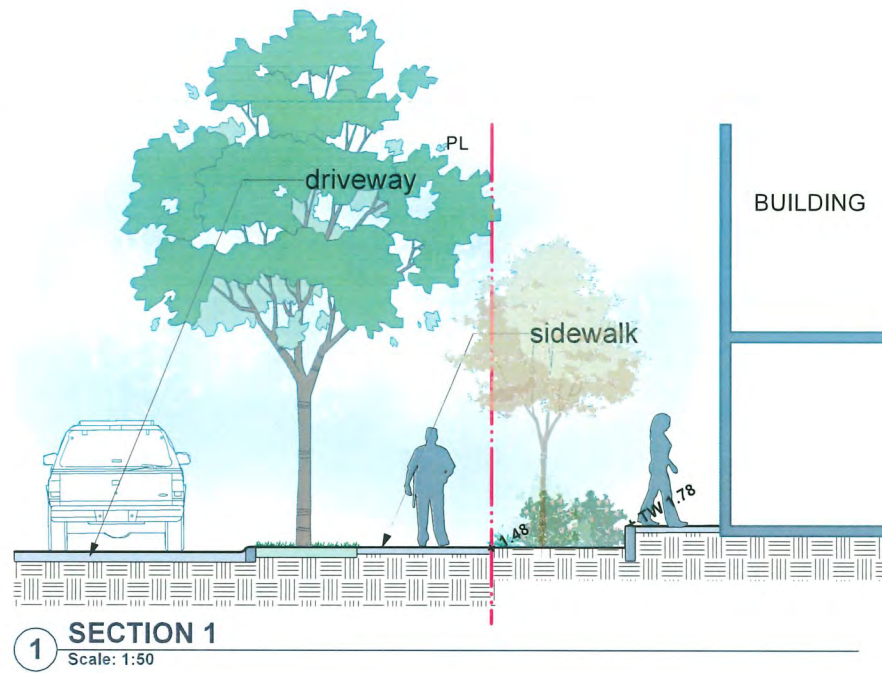 PL
driveway
BUILDING
sidewalk
1.48
+ TW 1.78
1
SECTION 1
Scale: 1:50